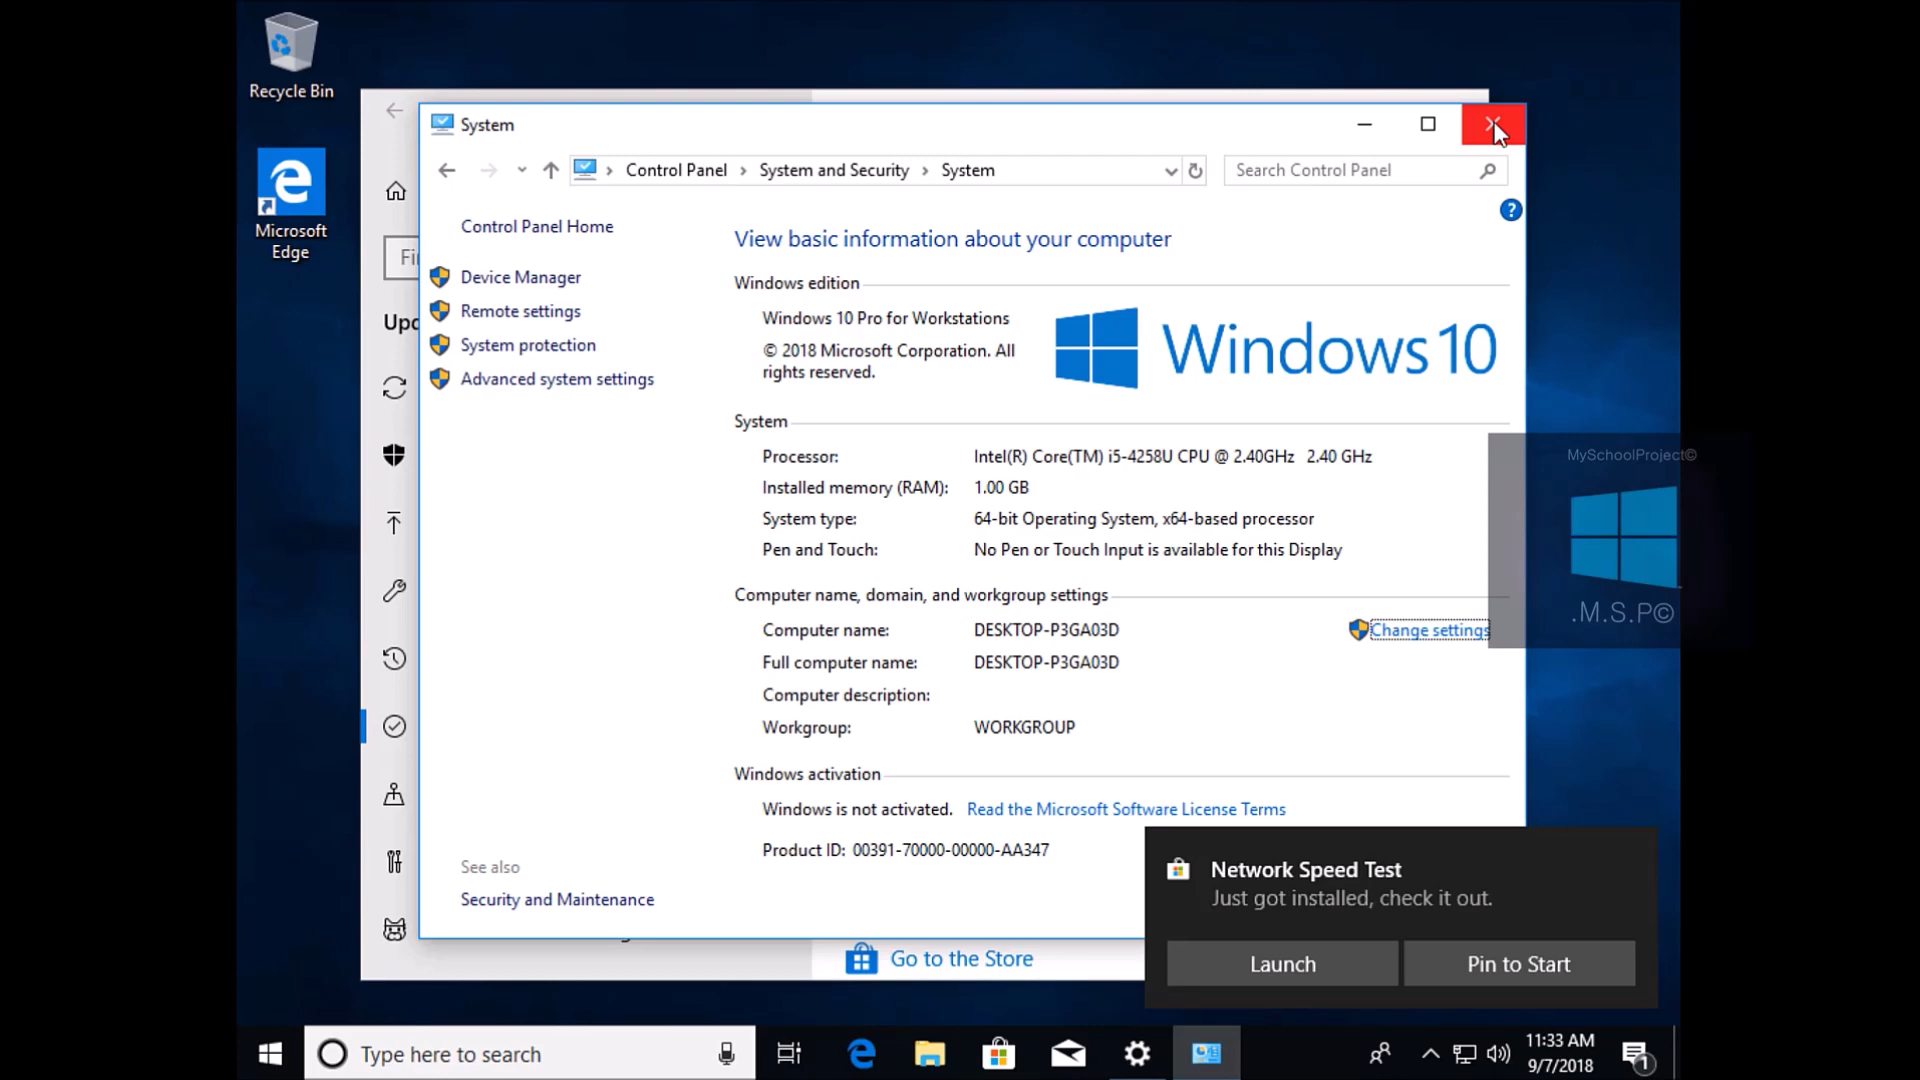 Recycle Bin
Microsoft
Edge
System
Control Panel
System and Security
System
Search Control Panel
Control Panel Home
Device Manager
Remote settings
System protection
Advanced system settings
See also
Security and Maintenance
View basic information about your computer
Windows edition
Windows 10 Pro for Workstations
© 2018 Microsoft Corporation. All
rights reserved.
Windows 10
System
Processor: Intel(R) Core(TM) i5-4258U CPU @ 2.40GHz 2.40 GHz
Installed memory (RAM): 1.00 GB
System type: 64-bit Operating System, x64-based processor
Pen and Touch: No Pen or Touch Input is available for this Display
Computer name, domain, and workgroup settings
Computer name: DESKTOP-P3GA03D
Change settings
Full computer name: DESKTOP-P3GA03D
Computer description:
Workgroup: WORKGROUP
Windows activation
Windows is not activated. Read the Microsoft Software License Terms
Product ID: 00391-70000-00000-AA347
MySchoolProject©
.M.S.P©
Go to the Store
Network Speed Test
Just got installed, check it out.
Launch
Pin to Start
Type here to search
11:33 AM
9/7/2018
1